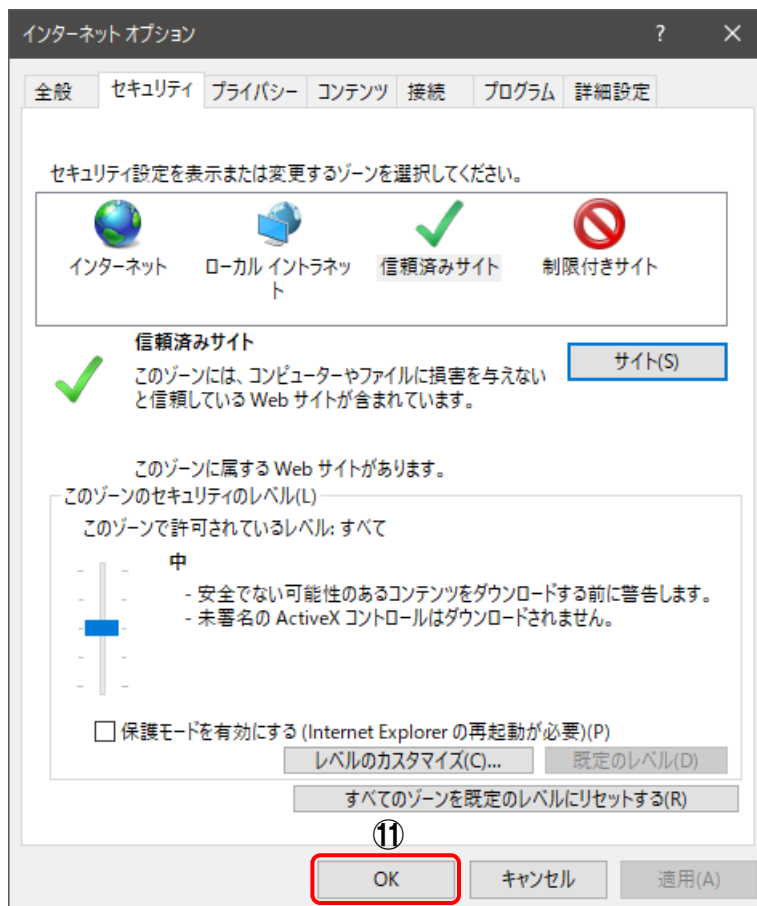 インターネット オプション
? ×
全般 セキュリティ プライバシー コンテンツ 接続 プログラム 詳細設定
セキュリティ設定を表示または変更するゾーンを選択してください。
インターネット ローカル イントラネッ 信頼済みサイト 制限付きサイト
ト
信頼済みサイト
サイト(S)
このゾーンには、コンピューターやファイルに損害を与えない
と信頼している Web サイトが含まれています。
このゾーンに属する Web サイトがあります。
このゾーンのセキュリティのレベル(L)
このゾーンで許可されているレベル: すべて
中
- 安全でない可能性のあるコンテンツをダウンロードする前に警告します。
- 未署名の ActiveX コントロールはダウンロードされません。
保護モードを有効にする (Internet Explorer の再起動が必要)(P)
レベルのカスタマイズ(C)... 既定のレベル(D)
すべてのゾーンを既定のレベルにリセットする(R)
⑪
OK キャンセル 適用(A)